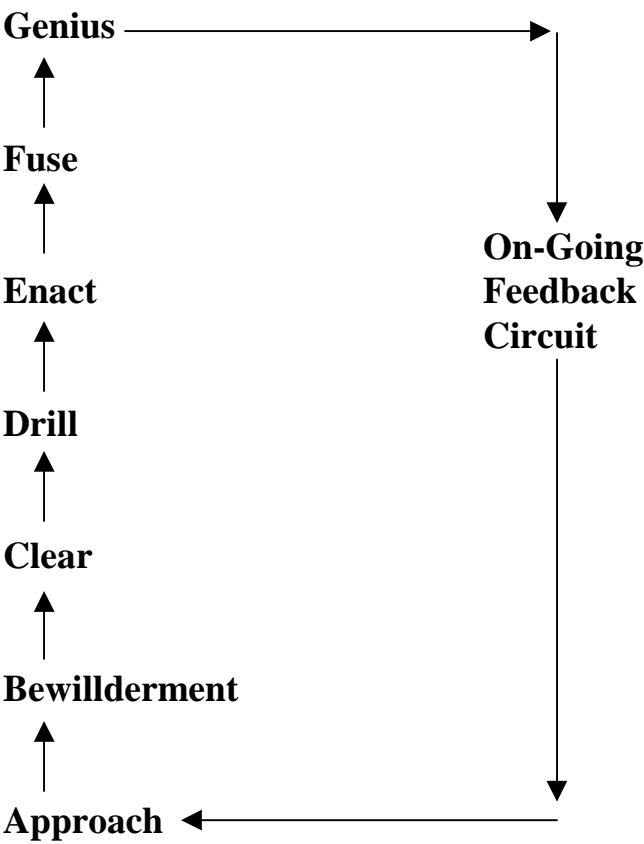 Genius
Fuse
On-Going
Feedback
Circuit
Enact
Drill
Clear
Bewillderment
Approach